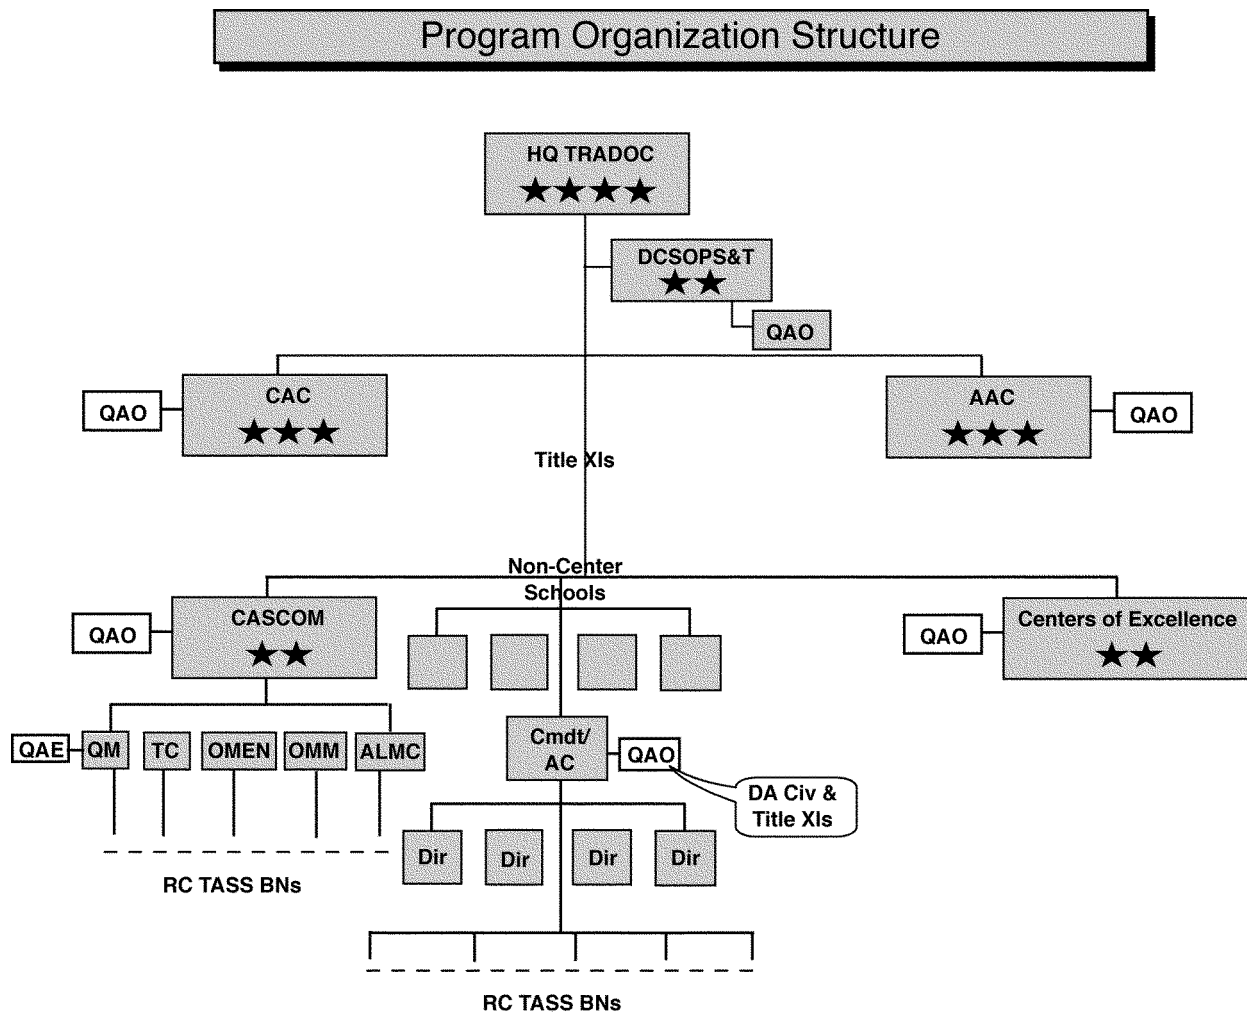 Program Organization Structure
HQ TRADOC
DCSOPS&T
QAO
QAO
CAC
AAC
QAO
Title XIs
Non-Center
Schools
QAO
CASCOM
QAO
Centers of Excellence
QAE
QM
TC
OMEN
OMM
ALMC
Cmdt/
AC
QAO
DA Civ &
Title XIs
Dir
Dir
Dir
Dir
RC TASS BNs
RC TASS BNs